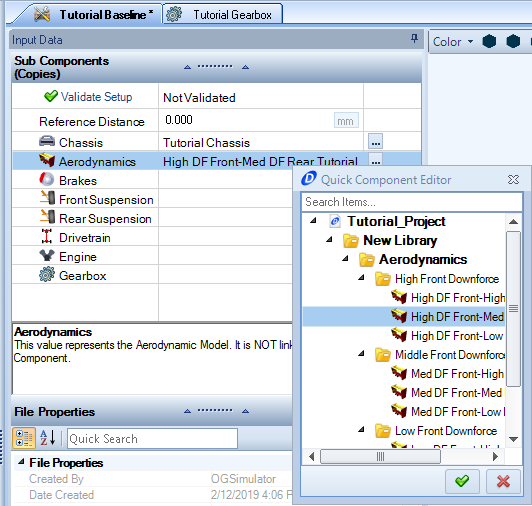 Tutorial Baseline *
Tutorial Gearbox
Input Data
Color
Sub Components
(Copies)
Validate Setup
NotValidated
Reference Distance
0.000
mm
Chassis
Tutorial Chassis
...
Aerodynamics
High DF Front-Med DF Rear Tutorial
...
Brakes
Front Suspension
Rear Suspension
Drivetrain
Engine
Gearbox
Aerodynamics
This value represents the Aerodynamic Model. It is NOT link
Component.
File Properties
Quick Search
File Properties
Created By
OGSimulator
Date Created
2/12/2019 4:06 P
Quick Component Editor
Search Items...
Tutorial_Project
New Library
Aerodynamics
High Front Downforce
High DF Front-High
High DF Front-Med
High DF Front-Low
Middle Front Downforce
Med DF Front-High
Med DF Front-Med
Med DF Front-Low
Low Front Downforce